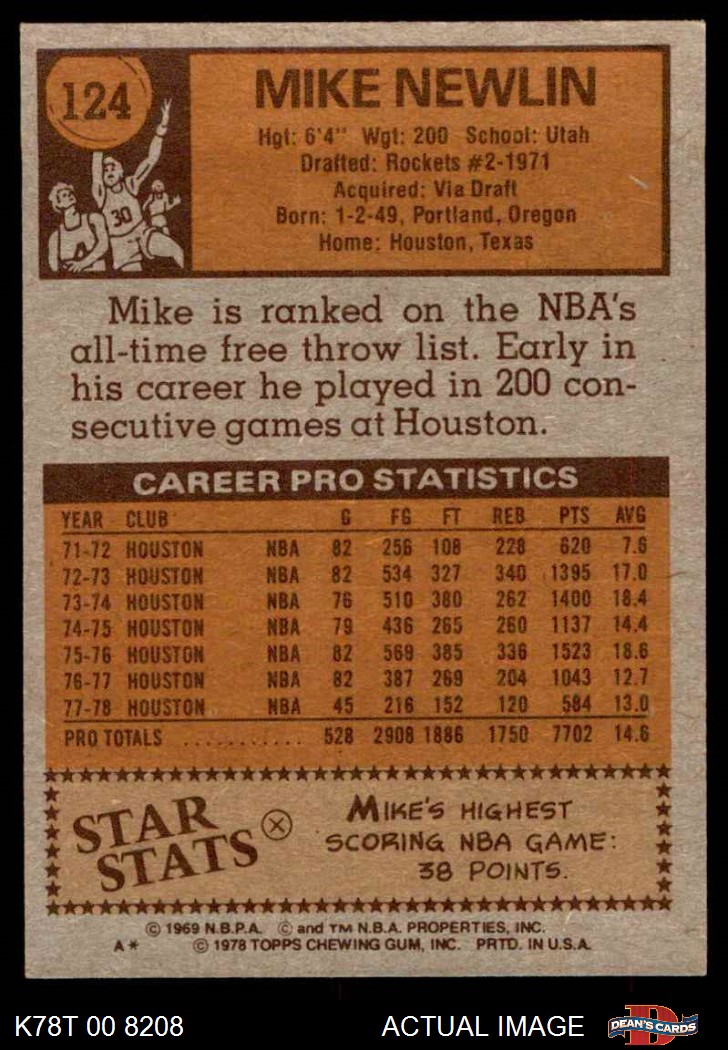 124
MIKE NEWLIN
Hgt: 6'4" Wgt: 200 School: Utah
Drafted: Rockets #2-1971
Acquired: Via Draft
Born: 1-2-49, Portland, Oregon
Home: Houston, Texas
30
Mike is ranked on the NBA's
all-time free throw list. Early in
his career he played in 200 con-
secutive games at Houston.
CAREER PRO STATISTICS
YEAR CLUB G FG FT REB PTS AVG
71-72 HOUSTON NBA 82 256 108 228 620 7.6
72-73 HOUSTON NBA 82 534 327 340 1395 17.0
73-74 HOUSTON NBA 76 510 380 262 1400 18.4
74-75 HOUSTON NBA 79 436 265 260 1137 14.4
75-76 HOUSTON NBA 82 569 385 336 1523 18.6
76-77 HOUSTON NBA 82 387 269 204 1043 12.7
77-78 HOUSTON NBA 45 216 152 120 584 13.0
PRO TOTALS ............ 528 2908 1886 1750 7702 14.6
STAR STATS
MIKE'S HIGHEST
SCORING NBA GAME:
38 POINTS.
© 1969 N.B.P.A. © and TM N.B.A. PROPERTIES, INC.
A* © 1978 TOPPS CHEWING GUM, INC. PRTD. IN U.S.A.
K78T 00 8208 ACTUAL IMAGE DEAN'S CARDS